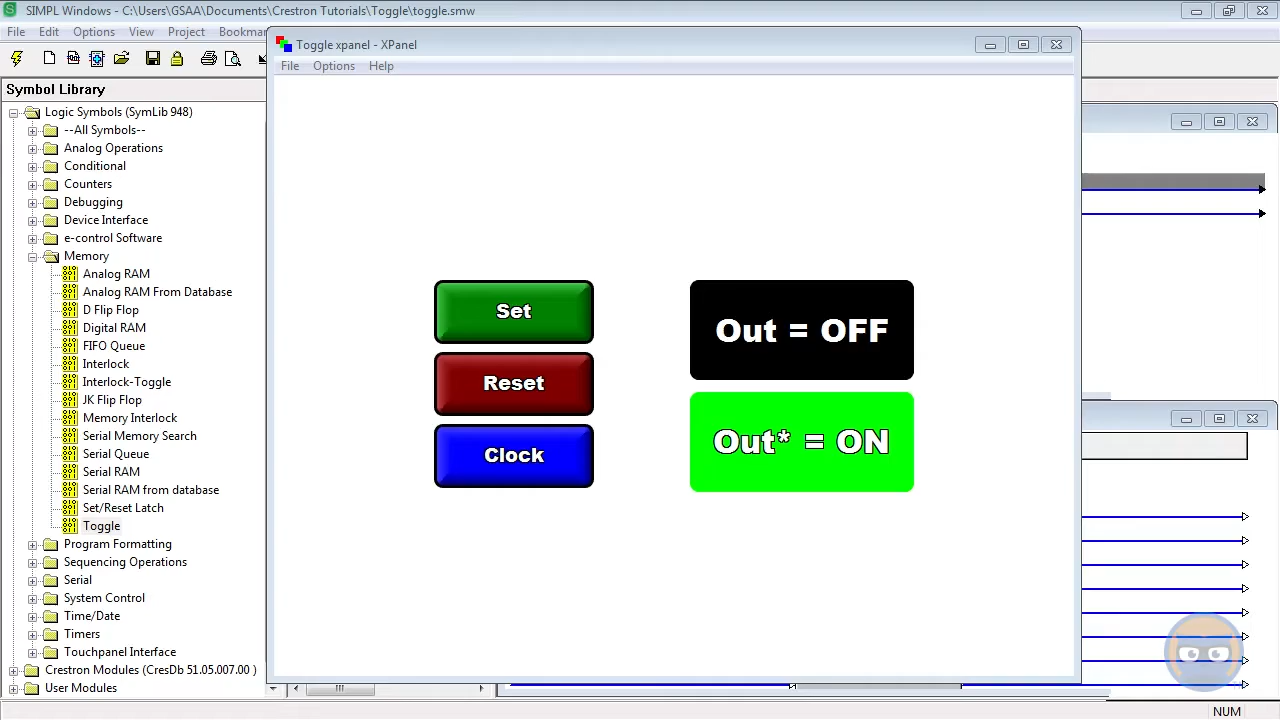 SIMPL Windows - C:\Users\GSAA\Documents\Crestron Tutorials\Toggle\toggle.smw
File Edit Options View Project Bookmar
Toggle xpanel - XPanel
File Options Help
Symbol Library
Logic Symbols (SymLib 948)
--All Symbols--
Analog Operations
Conditional
Counters
Debugging
Device Interface
e-control Software
Memory
Analog RAM
Analog RAM From Database
D Flip Flop
Digital RAM
FIFO Queue
Interlock
Interlock-Toggle
JK Flip Flop
Memory Interlock
Serial Memory Search
Serial Queue
Serial RAM
Serial RAM from database
Set/Reset Latch
Toggle
Program Formatting
Sequencing Operations
Serial
System Control
Time/Date
Timers
Touchpanel Interface
Crestron Modules (CresDb 51.05.007.00 )
User Modules
Set
Reset
Clock
Out = OFF
Out* = ON
NUM